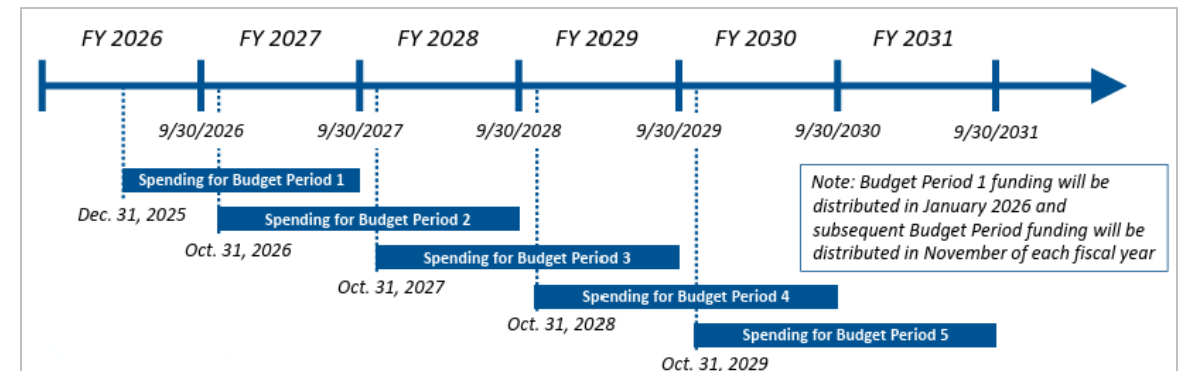 FY 2026 FY 2027 FY 2028 FY 2029 FY 2030 FY 2031
9/30/2026 9/30/2027 9/30/2028 9/30/2029 9/30/2030 9/30/2031
Spending for Budget Period 1
Dec. 31, 2025
Spending for Budget Period 2
Oct. 31, 2026
Spending for Budget Period 3
Oct. 31, 2027
Spending for Budget Period 4
Oct. 31, 2028
Spending for Budget Period 5
Oct. 31, 2029
Note: Budget Period 1 funding will be
distributed in January 2026 and
subsequent Budget Period funding will be
distributed in November of each fiscal year